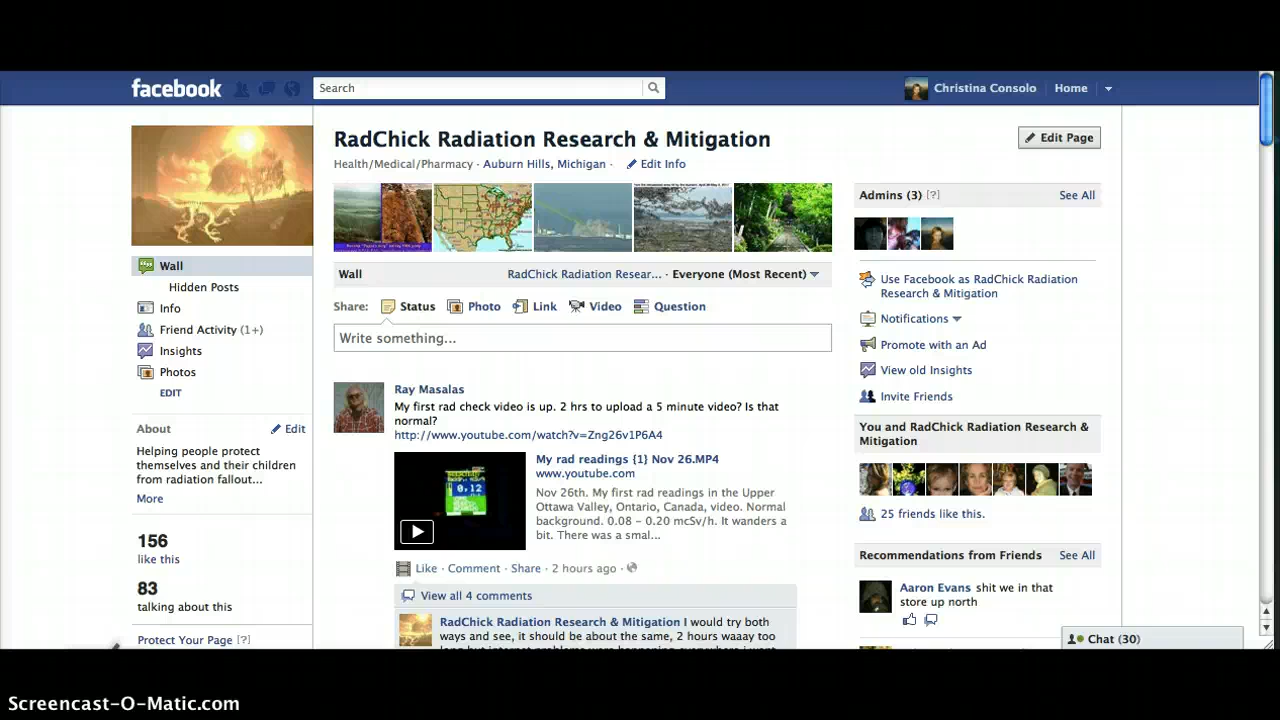 facebook
Search
Christina Consolo
Home
RadChick Radiation Research & Mitigation
Edit Page
Health/Medical/Pharmacy · Auburn Hills, Michigan · Edit Info
Admins (3) [?]
See All
Wall
Hidden Posts
Info
Friend Activity (1+)
Insights
Photos
EDIT
About
Edit
Helping people protect
themselves and their children
from radiation fallout...
More
156
like this
83
talking about this
Protect Your Page [?]
Wall
RadChick Radiation Resear... · Everyone (Most Recent)
Share: Status Photo Link Video Question
Write something...
Ray Masalas
My first rad check video is up. 2 hrs to upload a 5 minute video? Is that
normal?
http://www.youtube.com/watch?v=Zng26v1P6A4
0.12
My rad readings {1} Nov 26.MP4
www.youtube.com
Nov 26th. My first rad readings in the Upper
Ottawa Valley, Ontario, Canada, video. Normal
background. 0.08 - 0.20 mcSv/h. It wanders a
bit. There was a smal...
Like · Comment · Share · 2 hours ago ·
View all 4 comments
RadChick Radiation Research & Mitigation I would try both
ways and see, it should be about the same, 2 hours waaay too
Use Facebook as RadChick Radiation
Research & Mitigation
Notifications
Promote with an Ad
View old Insights
Invite Friends
You and RadChick Radiation Research &
Mitigation
25 friends like this.
Recommendations from Friends
See All
Aaron Evans shit we in that
store up north
Chat (30)
Screencast-O-Matic.com